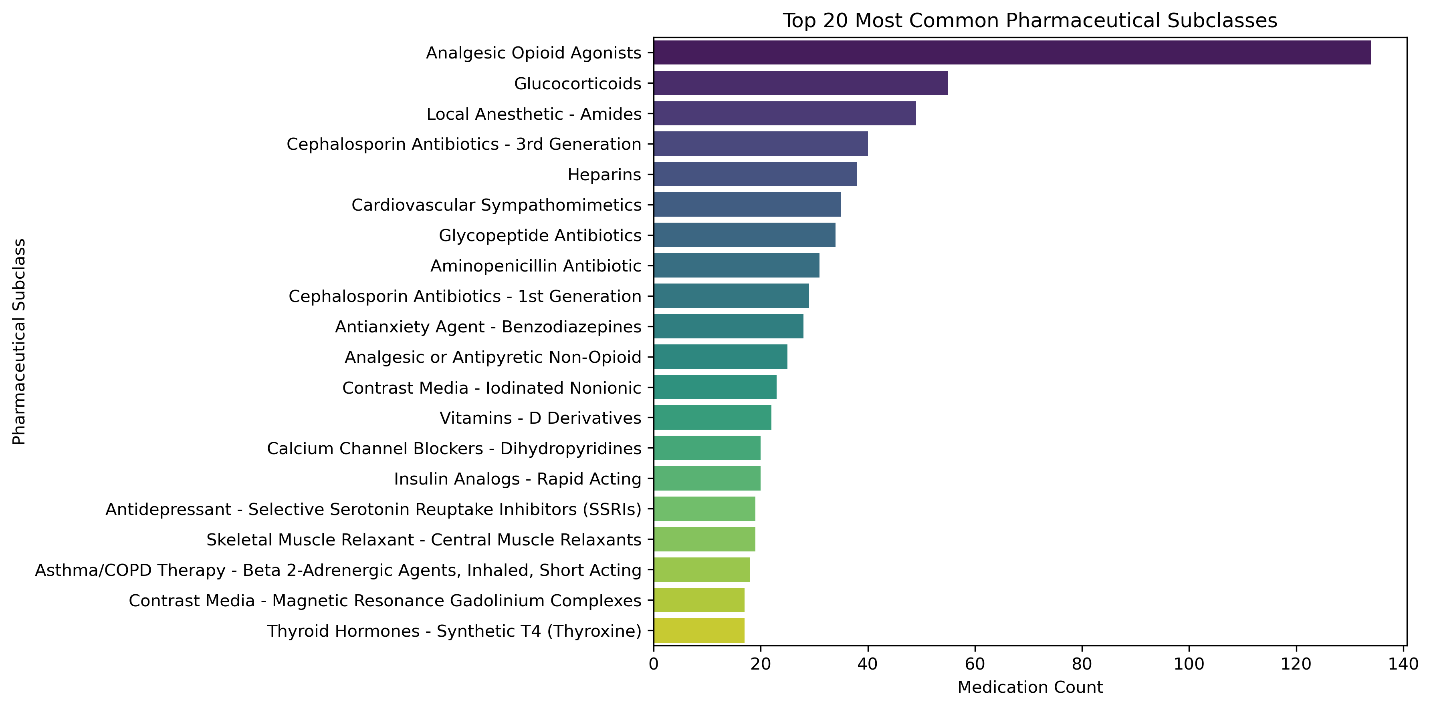 Top 20 Most Common Pharmaceutical Subclasses
Pharmaceutical Subclass
Analgesic Opioid Agonists
Glucocorticoids
Local Anesthetic - Amides
Cephalosporin Antibiotics - 3rd Generation
Heparins
Cardiovascular Sympathomimetics
Glycopeptide Antibiotics
Aminopenicillin Antibiotic
Cephalosporin Antibiotics - 1st Generation
Antianxiety Agent - Benzodiazepines
Analgesic or Antipyretic Non-Opioid
Contrast Media - Iodinated Nonionic
Vitamins - D Derivatives
Calcium Channel Blockers - Dihydropyridines
Insulin Analogs - Rapid Acting
Antidepressant - Selective Serotonin Reuptake Inhibitors (SSRIs)
Skeletal Muscle Relaxant - Central Muscle Relaxants
Asthma/COPD Therapy - Beta 2-Adrenergic Agents, Inhaled, Short Acting
Contrast Media - Magnetic Resonance Gadolinium Complexes
Thyroid Hormones - Synthetic T4 (Thyroxine)
0 20 40 60 80 100 120 140
Medication Count